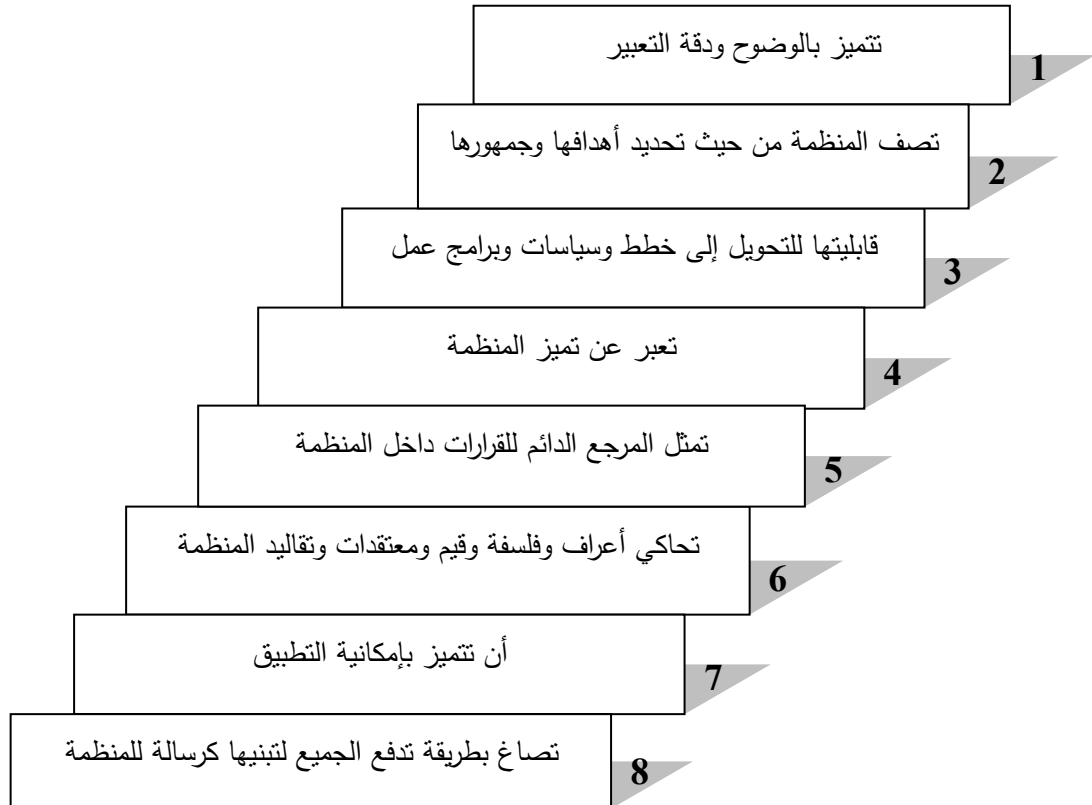 تتميز بالوضوح ودقة التعبير
1
تصف المنظمة من حيث تحديد أهدافها وجمهورها
2
قابليتها للتحويل إلى خطط وسياسات وبرامج عمل
3
تعبر عن تميز المنظمة
4
تمثل المرجع الدائم للقرارات داخل المنظمة
5
تحاكي أعراف وفلسفة وقيم ومعتقدات وتقاليد المنظمة
6
أن تتميز بإمكانية التطبيق
7
تصاغ بطريقة تدفع الجميع لتبنيها كرسالة للمنظمة
8